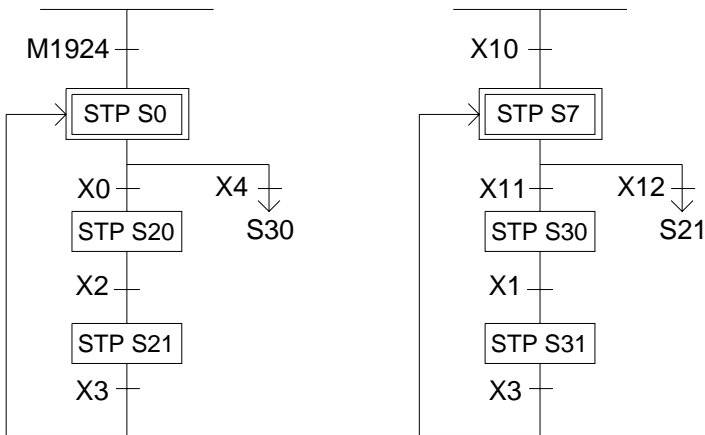 M1924
STP S0
X0
X4
S30
STP S20
X2
STP S21
X3
X10
STP S7
X11
X12
S21
STP S30
X1
STP S31
X3